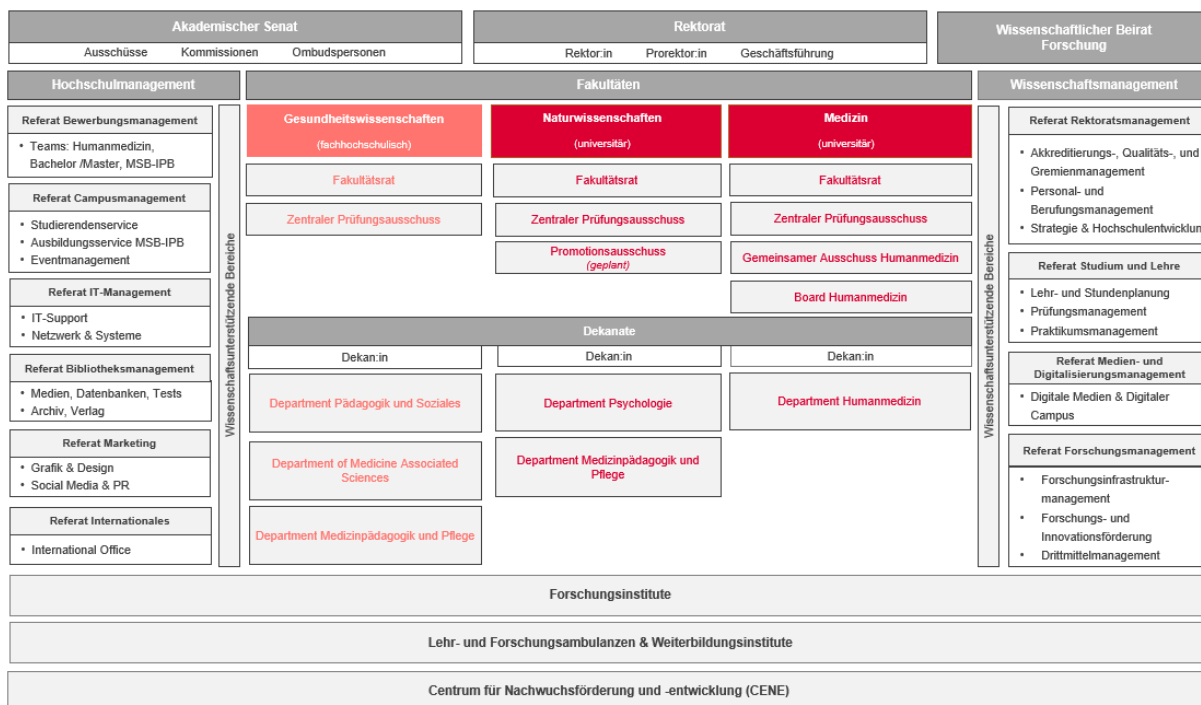 Akademischer Senat
Ausschüsse Kommissionen Ombudspersonen
Rektorat
Rektor:in Prorektor:in Geschäftsführung
Wissenschaftlicher Beirat
Forschung
Hochschulmanagement
Referat Bewerbungsmanagement
• Teams: Humanmedizin,
Bachelor /Master, MSB-IPB
Referat Campusmanagement
• Studierendenservice
• Ausbildungsservice MSB-IPB
• Eventmanagement
Referat IT-Management
• IT-Support
• Netzwerk & Systeme
Referat Bibliotheksmanagement
• Medien, Datenbanken, Tests
• Archiv, Verlag
Referat Marketing
• Grafik & Design
• Social Media & PR
Referat Internationales
• International Office
Wissenschaftsunterstützende Bereiche
Fakultäten
Gesundheitswissenschaften
(fachhochschulisch)
Fakultätsrat
Zentraler Prüfungsausschuss
Naturwissenschaften
(universitär)
Fakultätsrat
Zentraler Prüfungsausschuss
Promotionsausschuss
(geplant)
Medizin
(universitär)
Fakultätsrat
Zentraler Prüfungsausschuss
Gemeinsamer Ausschuss Humanmedizin
Board Humanmedizin
Dekanate
Dekan:in
Department Pädagogik und Soziales
Department of Medicine Associated
Sciences
Department Medizinpädagogik und Pflege
Dekan:in
Department Psychologie
Department Medizinpädagogik und
Pflege
Dekan:in
Department Humanmedizin
Wissenschaftsunterstützende Bereiche
Wissenschaftsmanagement
Referat Rektoratsmanagement
• Akkreditierungs-, Qualitäts-, und
Gremienmanagement
• Personal- und
Berufungsmanagement
• Strategie & Hochschulentwicklun
Referat Studium und Lehre
• Lehr- und Stundenplanung
• Prüfungsmanagement
• Praktikumsmanagement
Referat Medien- und
Digitalisierungsmanagement
• Digitale Medien & Digitaler
Campus
Referat Forschungsmanagement
• Forschungsinfrastruktur-
management
• Forschungs- und
Innovationsförderung
• Drittmittelmanagement
Forschungsinstitute
Lehr- und Forschungsambulanzen & Weiterbildungsinstitute
Centrum für Nachwuchsförderung und -entwicklung (CENE)